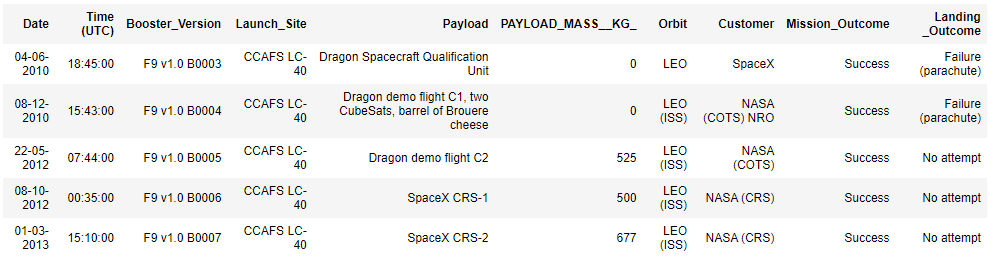 Date Time (UTC) Booster_Version Launch_Site Payload PAYLOAD_MASS__KG_ Orbit Customer Mission_Outcome Landing _Outcome
04-06-2010 18:45:00 F9 v1.0 B0003 CCAFS LC-40 Dragon Spacecraft Qualification Unit 0 LEO SpaceX Success Failure (parachute)
08-12-2010 15:43:00 F9 v1.0 B0004 CCAFS LC-40 Dragon demo flight C1, two CubeSats, barrel of Brouere cheese 0 LEO (ISS) NASA (COTS) NRO Success Failure (parachute)
22-05-2012 07:44:00 F9 v1.0 B0005 CCAFS LC-40 Dragon demo flight C2 525 LEO (ISS) NASA (COTS) Success No attempt
08-10-2012 00:35:00 F9 v1.0 B0006 CCAFS LC-40 SpaceX CRS-1 500 LEO (ISS) NASA (CRS) Success No attempt
01-03-2013 15:10:00 F9 v1.0 B0007 CCAFS LC-40 SpaceX CRS-2 677 LEO (ISS) NASA (CRS) Success No attempt